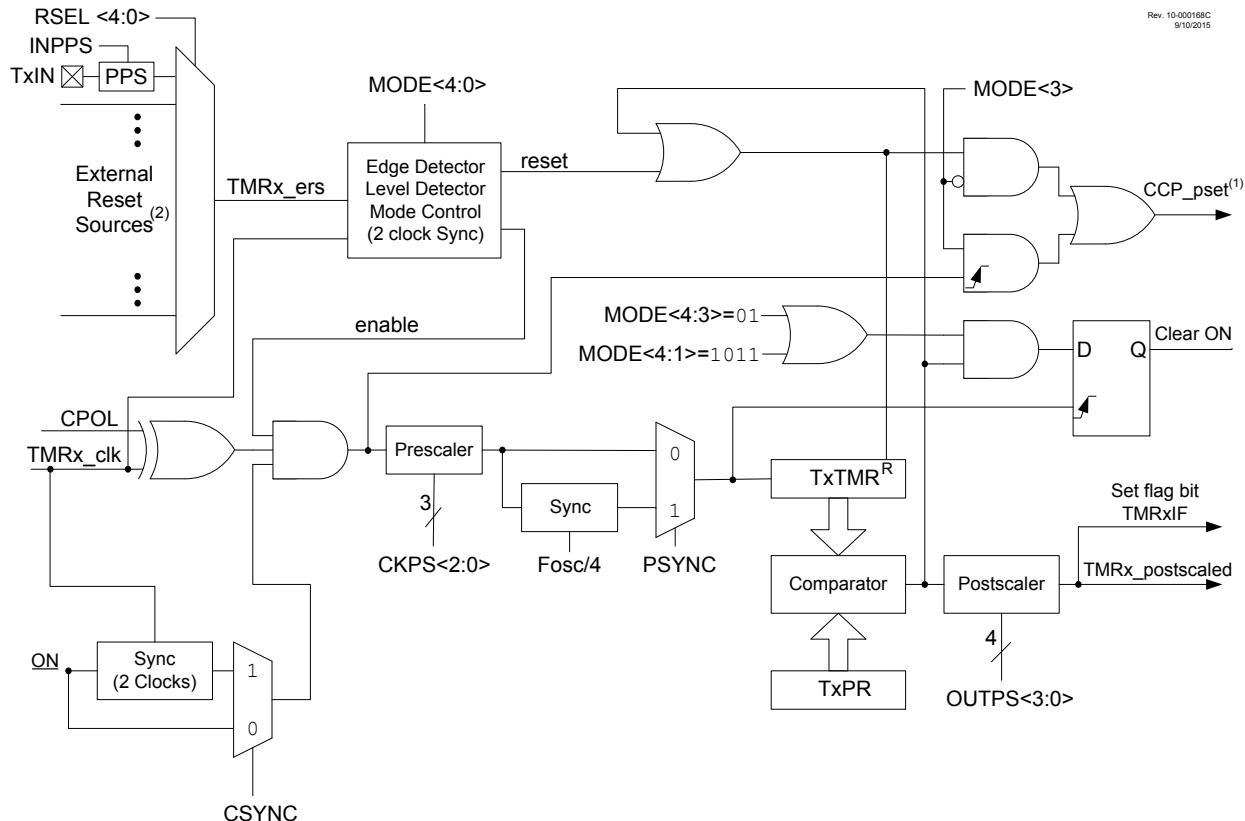 Rev. 10-000168C
9/10/2015
RSEL <4:0>
INPPS
TxIN
PPS
External
Reset
Sources(2)
TMRx_ers
MODE<4:0>
Edge Detector
Level Detector
Mode Control
(2 clock Sync)
reset
enable
MODE<3>
CCP_pset(1)
MODE<4:3>=01
MODE<4:1>=1011
D
Q
Clear ON
CPOL
TMRx_clk
Prescaler
3
CKPS<2:0>
Sync
Fosc/4
0
1
PSYNC
TxTMR
R
Comparator
TxPR
Postscaler
4
OUTPS<3:0>
Set flag bit
TMRxIF
TMRx_postscaled
ON
Sync
(2 Clocks)
1
0
CSYNC